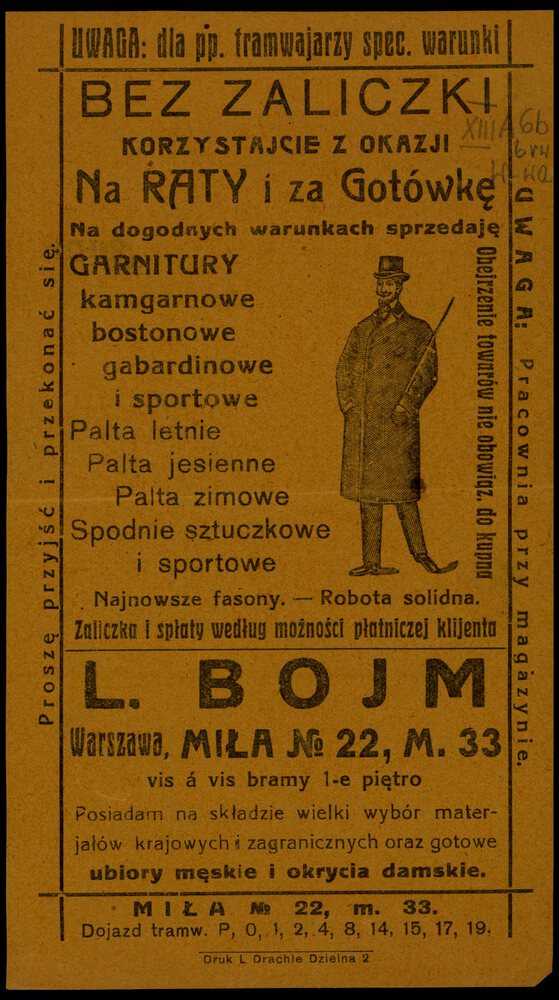 UWAGA: dla pp. tramwajarzy spec. warunki
BEZ ZALICZKI
KORZYSTAJCIE Z OKAZJI
Na RATY i za Gotówkę
Na dogodnych warunkach sprzedaję
GARNITURY
kamgarnowe
bostonowe
gabardinowe
i sportowe
Palta letnie
Palta jesienne
Palta zimowe
Spodnie sztuczkowe
i sportowe
Obejrzenie towarów nie obowiąz. do kupna
Najnowsze fasony. — Robota solidna.
Zaliczka i spłaty według możności płatniczej klijenta
L. BOJM
Warszawa, MIŁA № 22, M. 33
vis á vis bramy 1-e piętro
Posiadam na składzie wielki wybór mater-
jałów krajowych i zagranicznych oraz gotowe
ubiory męskie i okrycia damskie.
MIŁA № 22, m. 33.
Dojazd tramw. P, O, 1, 2, 4, 8, 14, 15, 17, 19.
Druk L Drachle Dzielna 2
Proszę przyjść i przekonać się.
UWAGA: Pracownia przy magazynie.
XIII A 6b